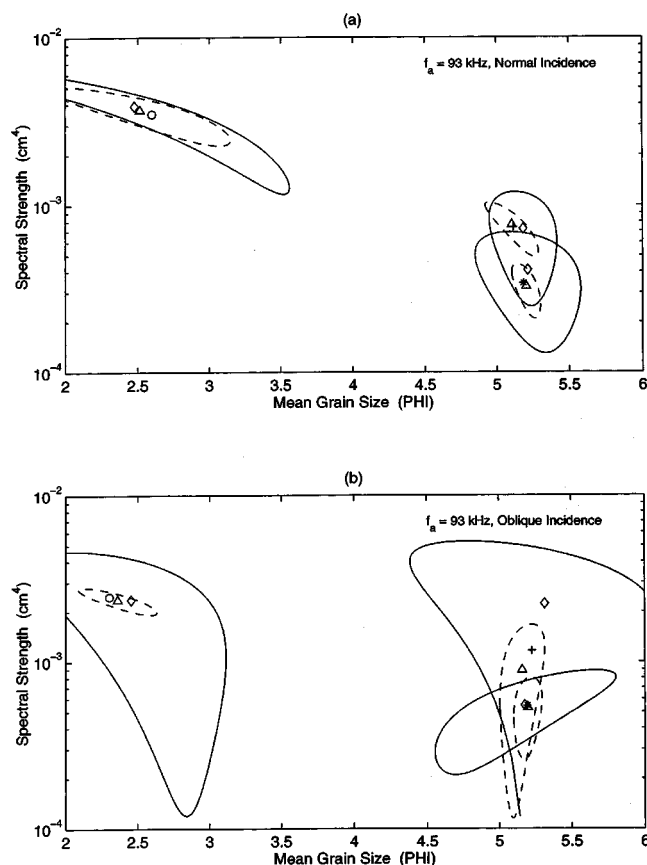 (a)
10^-2
f_a = 93 kHz, Normal Incidence
Spectral Strength (cm^4)
10^-3
10^-4
2 2.5 3 3.5 4 4.5 5 5.5 6
Mean Grain Size (PHI)
(b)
10^-2
f_a = 93 kHz, Oblique Incidence
Spectral Strength (cm^4)
10^-3
10^-4
2 2.5 3 3.5 4 4.5 5 5.5 6
Mean Grain Size (PHI)